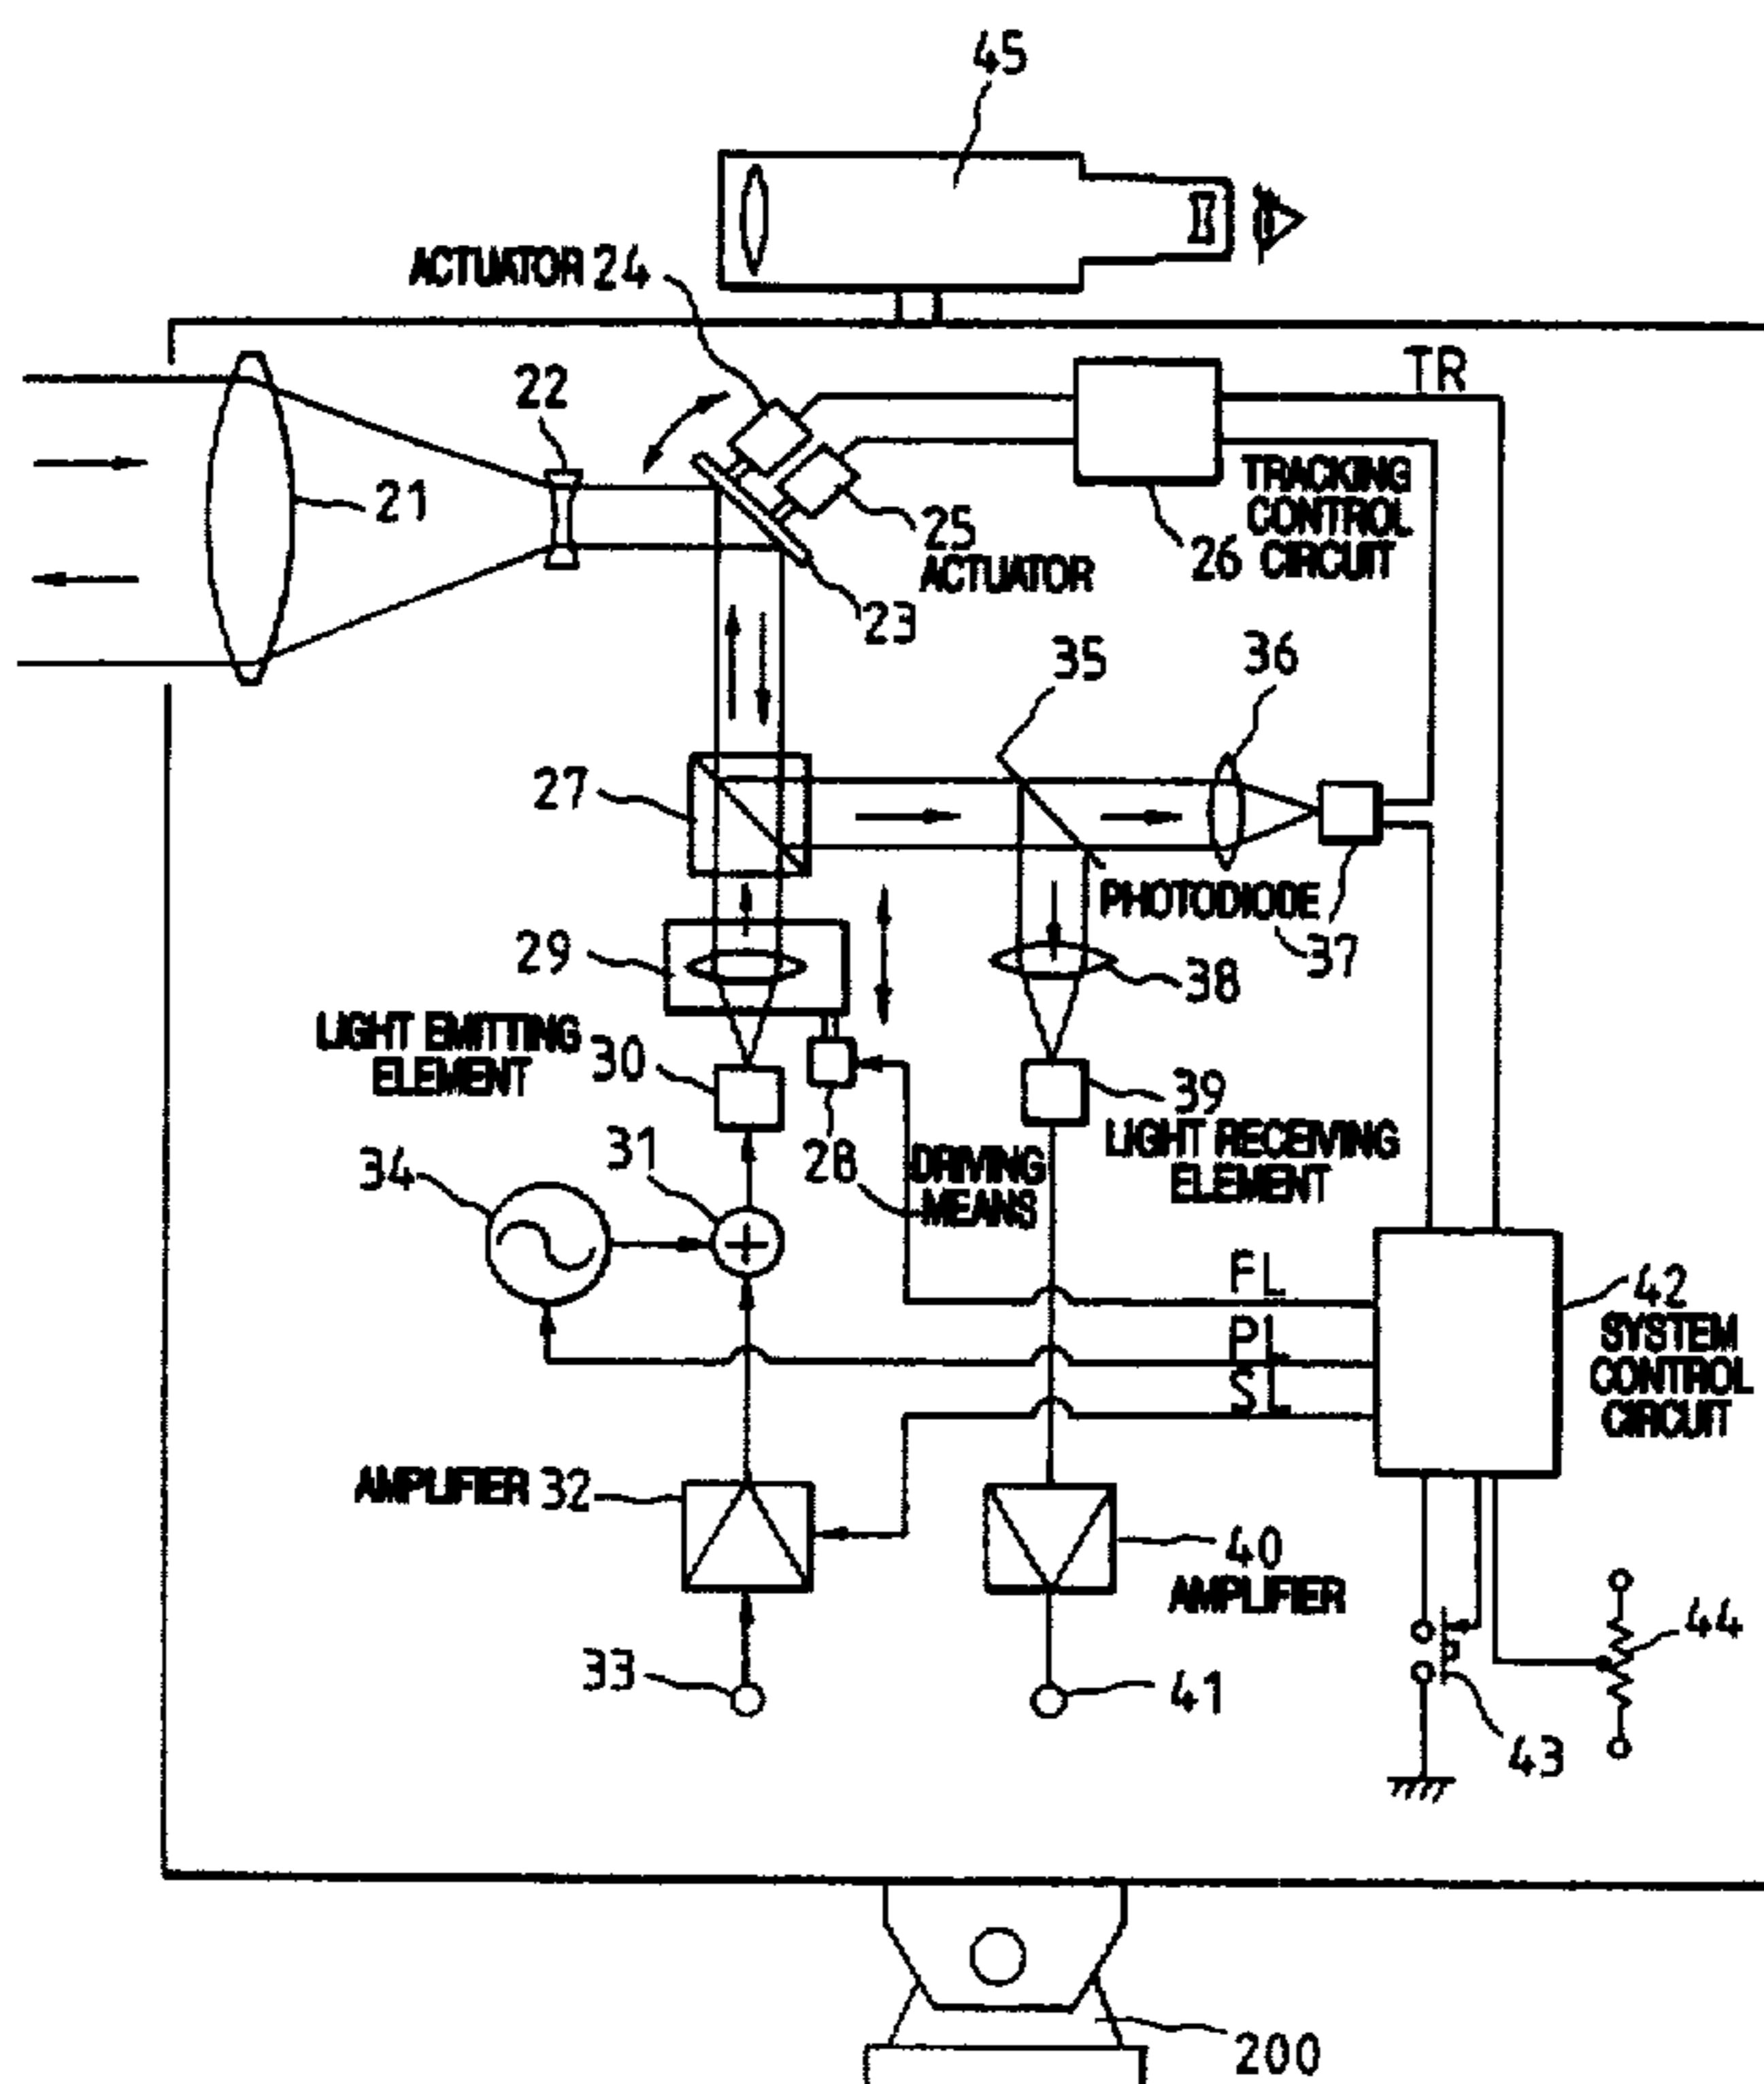 45
ACTUATOR 24
TR
22
21
TRACKING
CONTROL
26 CIRCUIT
25
ACTUATOR
23
35
36
27
PHOTODIODE
37
29
38
LIGHT EMITTING
ELEMENT
30
39
LIGHT RECEIVING
ELEMENT
31
28
DRIVING
MEANS
34
FL
42
SYSTEM
CONTROL
CIRCUIT
PL
SL
AMPLIFIER 32
40
AMPLIFIER
44
33
41
43
200